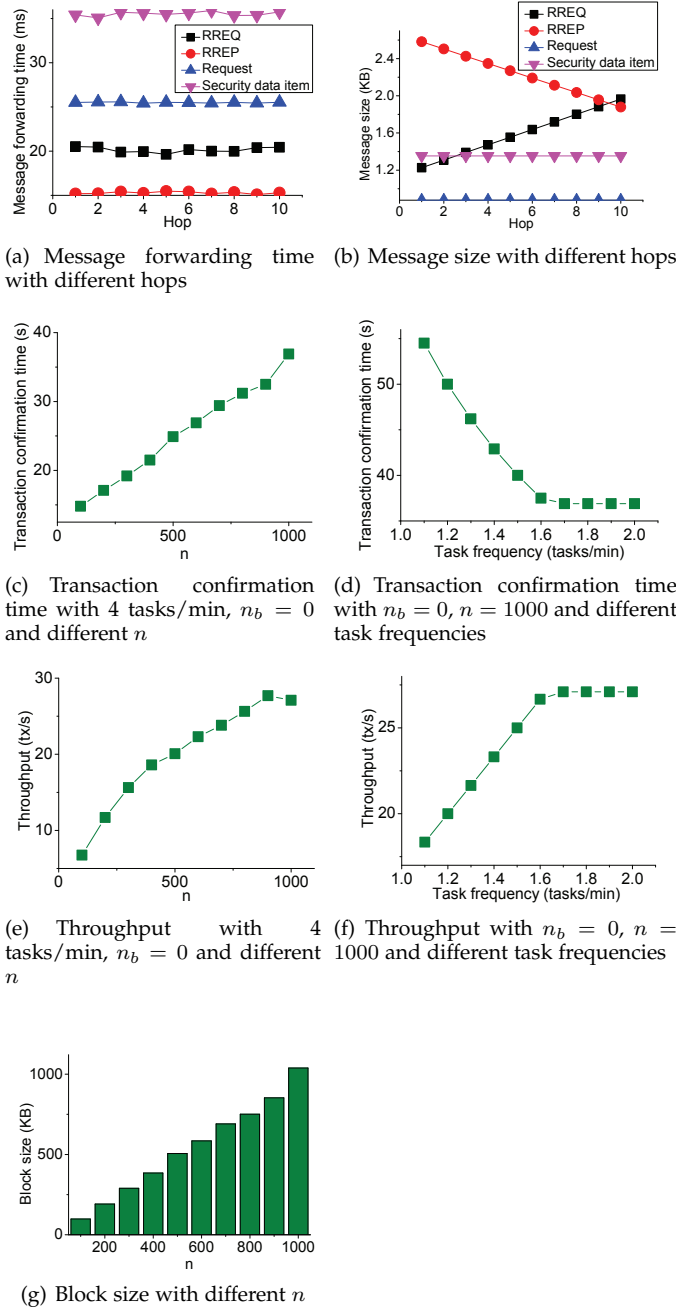 Message forwarding time (ms)
35
30
25
20
RREQ
RREP
Request
Security data item
0 2 4 6 8 10
Hop
(a) Message forwarding time
with different hops
Message size (KB)
2.4
2.0
1.6
1.2
RREQ
RREP
Request
Security data item
0 2 4 6 8 10
Hop
(b) Message size with different hops
Transaction confirmation time (s)
40
30
20
0 500 1000
n
(c) Transaction confirmation
time with 4 tasks/min, n_b = 0
and different n
Transaction confirmation time (s)
50
40
1.0 1.2 1.4 1.6 1.8 2.0
Task frequency (tasks/min)
(d) Transaction confirmation time
with n_b = 0, n = 1000 and different
task frequencies
Throughput (tx/s)
30
20
10
0 500 1000
n
(e) Throughput with 4
tasks/min, n_b = 0 and different
n
Throughput (tx/s)
25
20
1.0 1.2 1.4 1.6 1.8 2.0
Task frequency (tasks/min)
(f) Throughput with n_b = 0, n =
1000 and different task frequencies
Block size (KB)
1000
500
0
200 400 600 800 1000
n
(g) Block size with different n